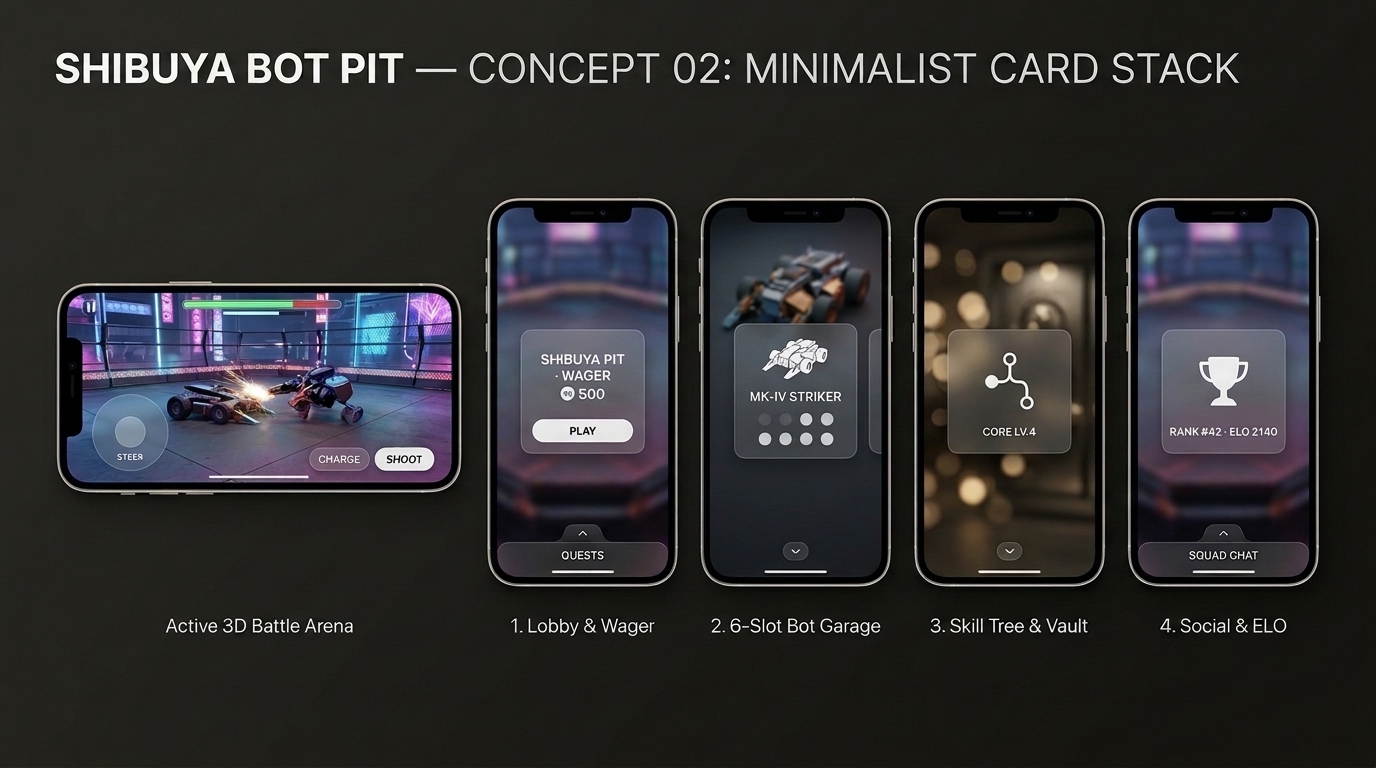 SHIBUYA BOT PIT — CONCEPT 02: MINIMALIST CARD STACK
STEER
CHARGE
SHOOT
SHIBUYA PIT
· WAGER
500
PLAY
QUESTS
MK-IV STRIKER
CORE LV.4
RANK #42 · ELO 2140
SQUAD CHAT
Active 3D Battle Arena
1. Lobby & Wager
2. 6-Slot Bot Garage
3. Skill Tree & Vault
4. Social & ELO